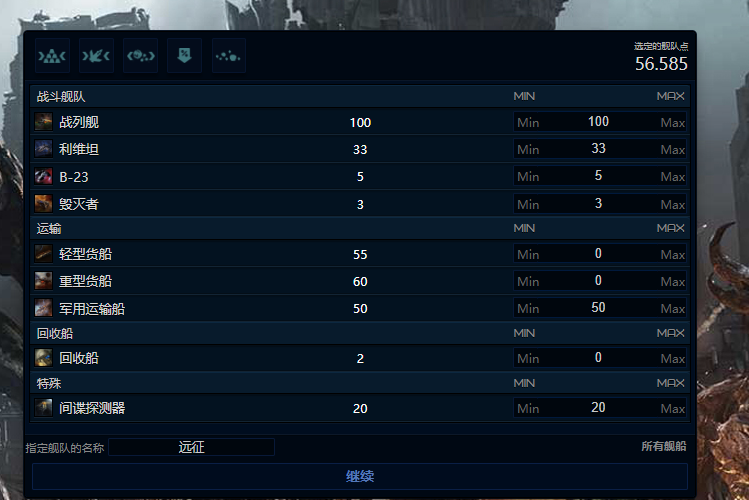 选定的舰队点
56.585
战斗舰队 MIN MAX
战列舰 100 Min 100 Max
利维坦 33 Min 33 Max
B-23 5 Min 5 Max
毁灭者 3 Min 3 Max
运输 MIN MAX
轻型货船 55 Min 0 Max
重型货船 60 Min 0 Max
军用运输船 50 Min 50 Max
回收船 MIN MAX
回收船 2 Min 0 Max
特殊 MIN MAX
间谍探测器 20 Min 20 Max
指定舰队的名称 远征 所有舰船
继续